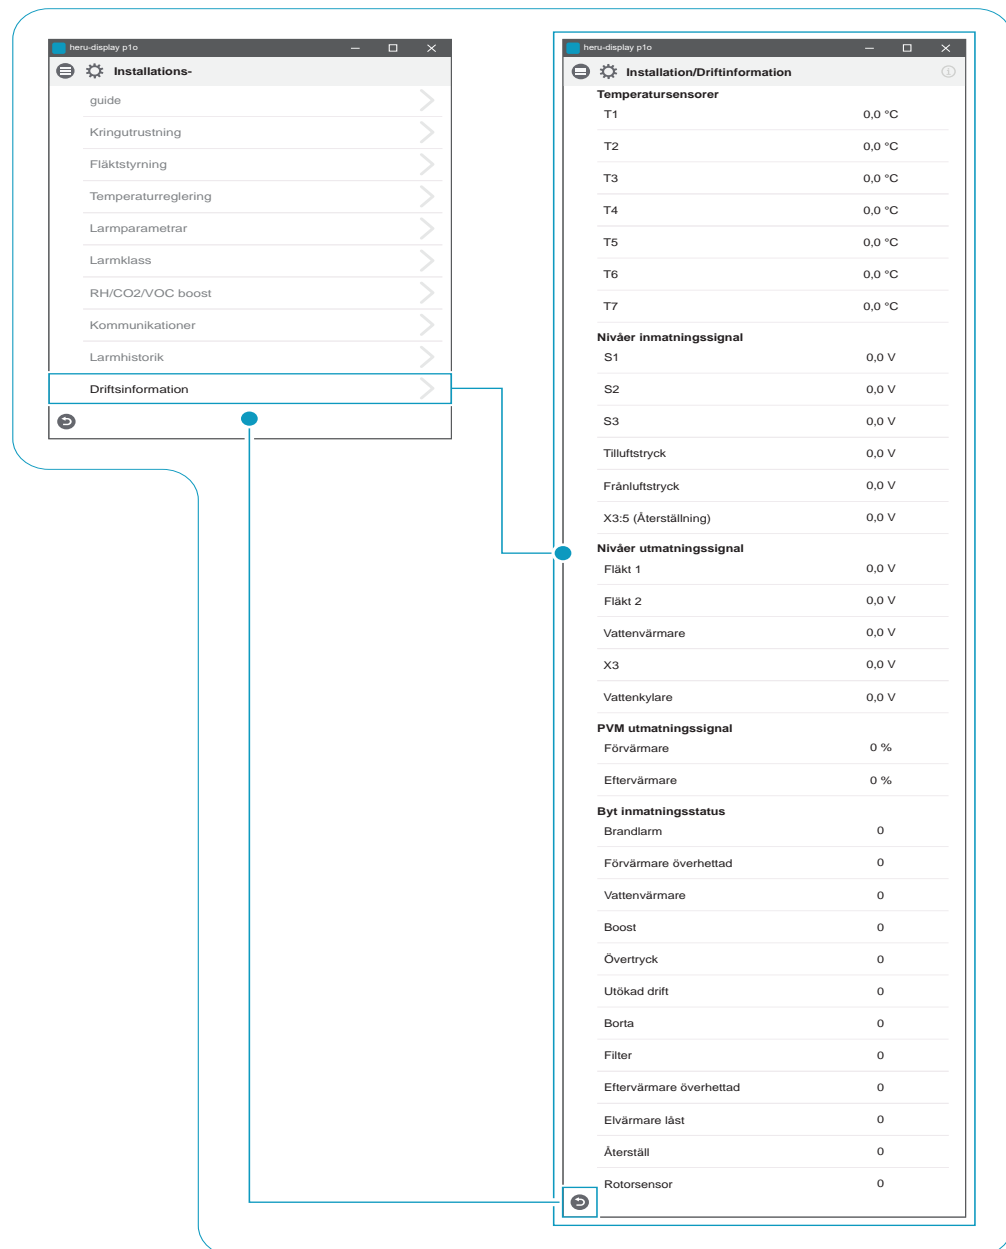 heru-display p1o
Installations-
guide
Kringutrustning
Fläktstyrning
Temperaturreglering
Larmparametrar
Larmklass
RH/CO2/VOC boost
Kommunikationer
Larmhistorik
Driftsinformation
heru-display p1o
Installation/Driftinformation
Temperatursensorer
T1 0,0 °C
T2 0,0 °C
T3 0,0 °C
T4 0,0 °C
T5 0,0 °C
T6 0,0 °C
T7 0,0 °C
Nivåer inmatningssignal
S1 0,0 V
S2 0,0 V
S3 0,0 V
Tilluftstryck 0,0 V
Frånluftstryck 0,0 V
X3:5 (Återställning) 0,0 V
Nivåer utmatningssignal
Fläkt 1 0,0 V
Fläkt 2 0,0 V
Vattenvärmare 0,0 V
X3 0,0 V
Vattenkylare 0,0 V
PVM utmatningssignal
Förvärmare 0 %
Eftervärmare 0 %
Byt inmatningsstatus
Brandlarm 0
Förvärmare överhettad 0
Vattenvärmare 0
Boost 0
Övertryck 0
Utökad drift 0
Borta 0
Filter 0
Eftervärmare överhettad 0
Elvärmare låst 0
Återställ 0
Rotorsensor 0